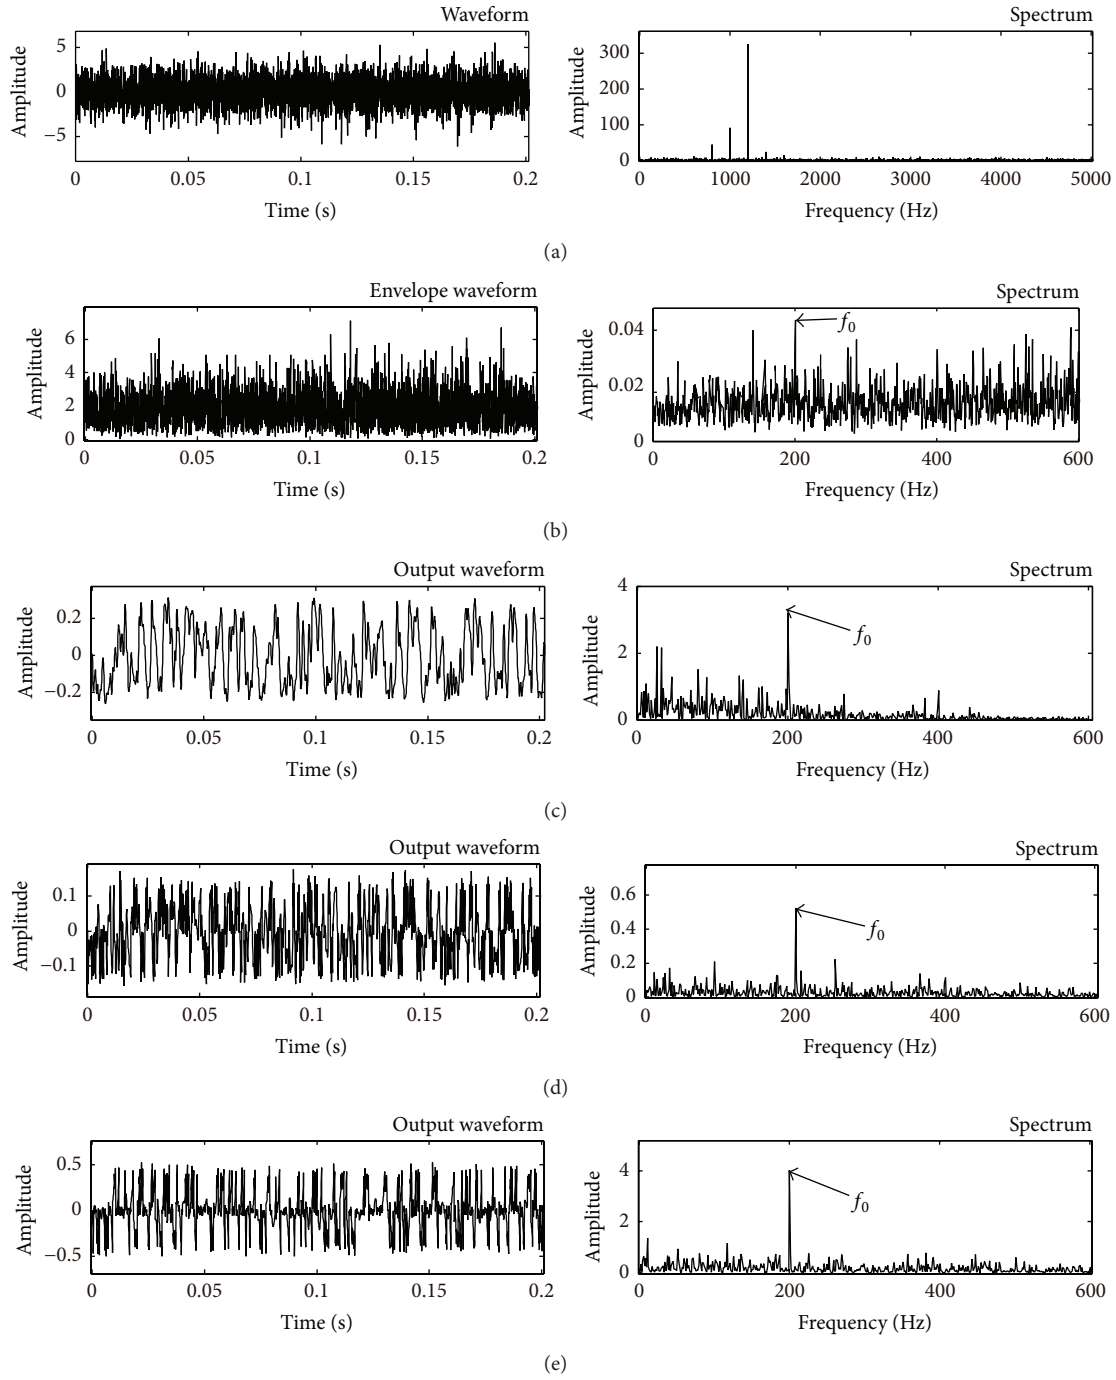 Waveform
Spectrum
Amplitude
5
0
−5
0
0.05
0.1
0.15
0.2
Time (s)
Amplitude
300
200
100
0
0
1000
2000
3000
4000
5000
Frequency (Hz)
(a)
Envelope waveform
Spectrum
Amplitude
6
4
2
0
0
0.05
0.1
0.15
0.2
Time (s)
Amplitude
0.04
0.02
0
f0
0
200
400
600
Frequency (Hz)
(b)
Output waveform
Spectrum
Amplitude
0.2
0
−0.2
0
0.05
0.1
0.15
0.2
Time (s)
Amplitude
4
2
0
f0
0
200
400
600
Frequency (Hz)
(c)
Output waveform
Spectrum
Amplitude
0.1
0
−0.1
0
0.05
0.1
0.15
0.2
Time (s)
Amplitude
0.6
0.4
0.2
0
f0
0
200
400
600
Frequency (Hz)
(d)
Output waveform
Spectrum
Amplitude
0.5
0
−0.5
0
0.05
0.1
0.15
0.2
Time (s)
Amplitude
4
2
0
f0
0
200
400
600
Frequency (Hz)
(e)